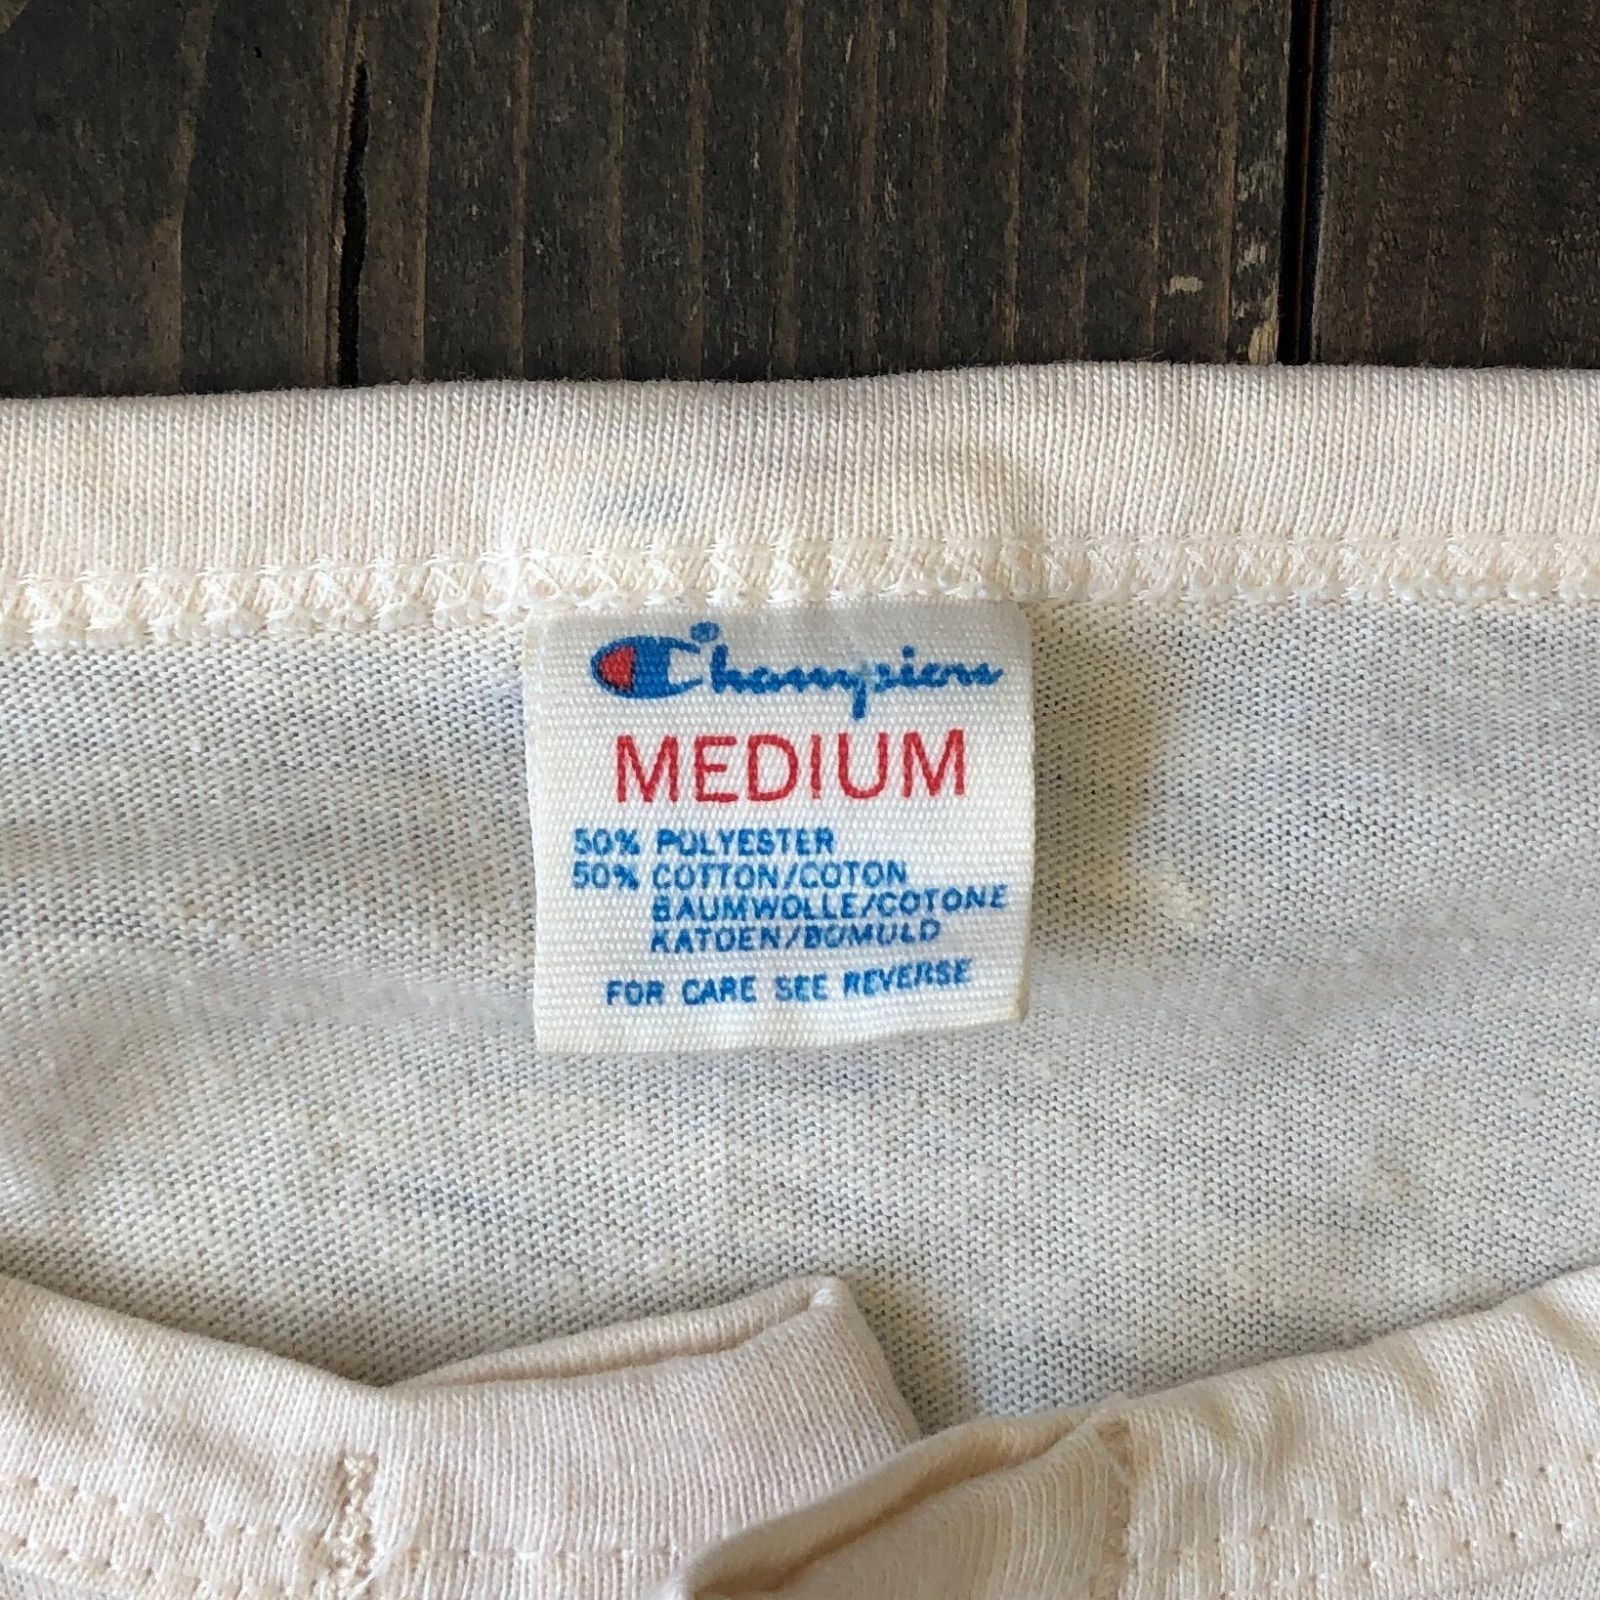 Champion®
MEDIUM
50% POLYESTER
50% COTTON/COTON
BAUMWOLLE/COTONE
KATOEN/BOMULD
FOR CARE SEE REVERSE